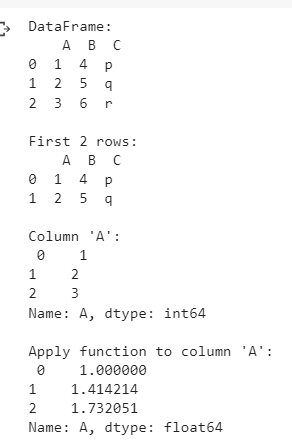 DataFrame:
   A  B  C
0  1  4  p
1  2  5  q
2  3  6  r

First 2 rows:
   A  B  C
0  1  4  p
1  2  5  q

Column 'A':
 0    1
1    2
2    3
Name: A, dtype: int64

Apply function to column 'A':
 0    1.000000
1    1.414214
2    1.732051
Name: A, dtype: float64